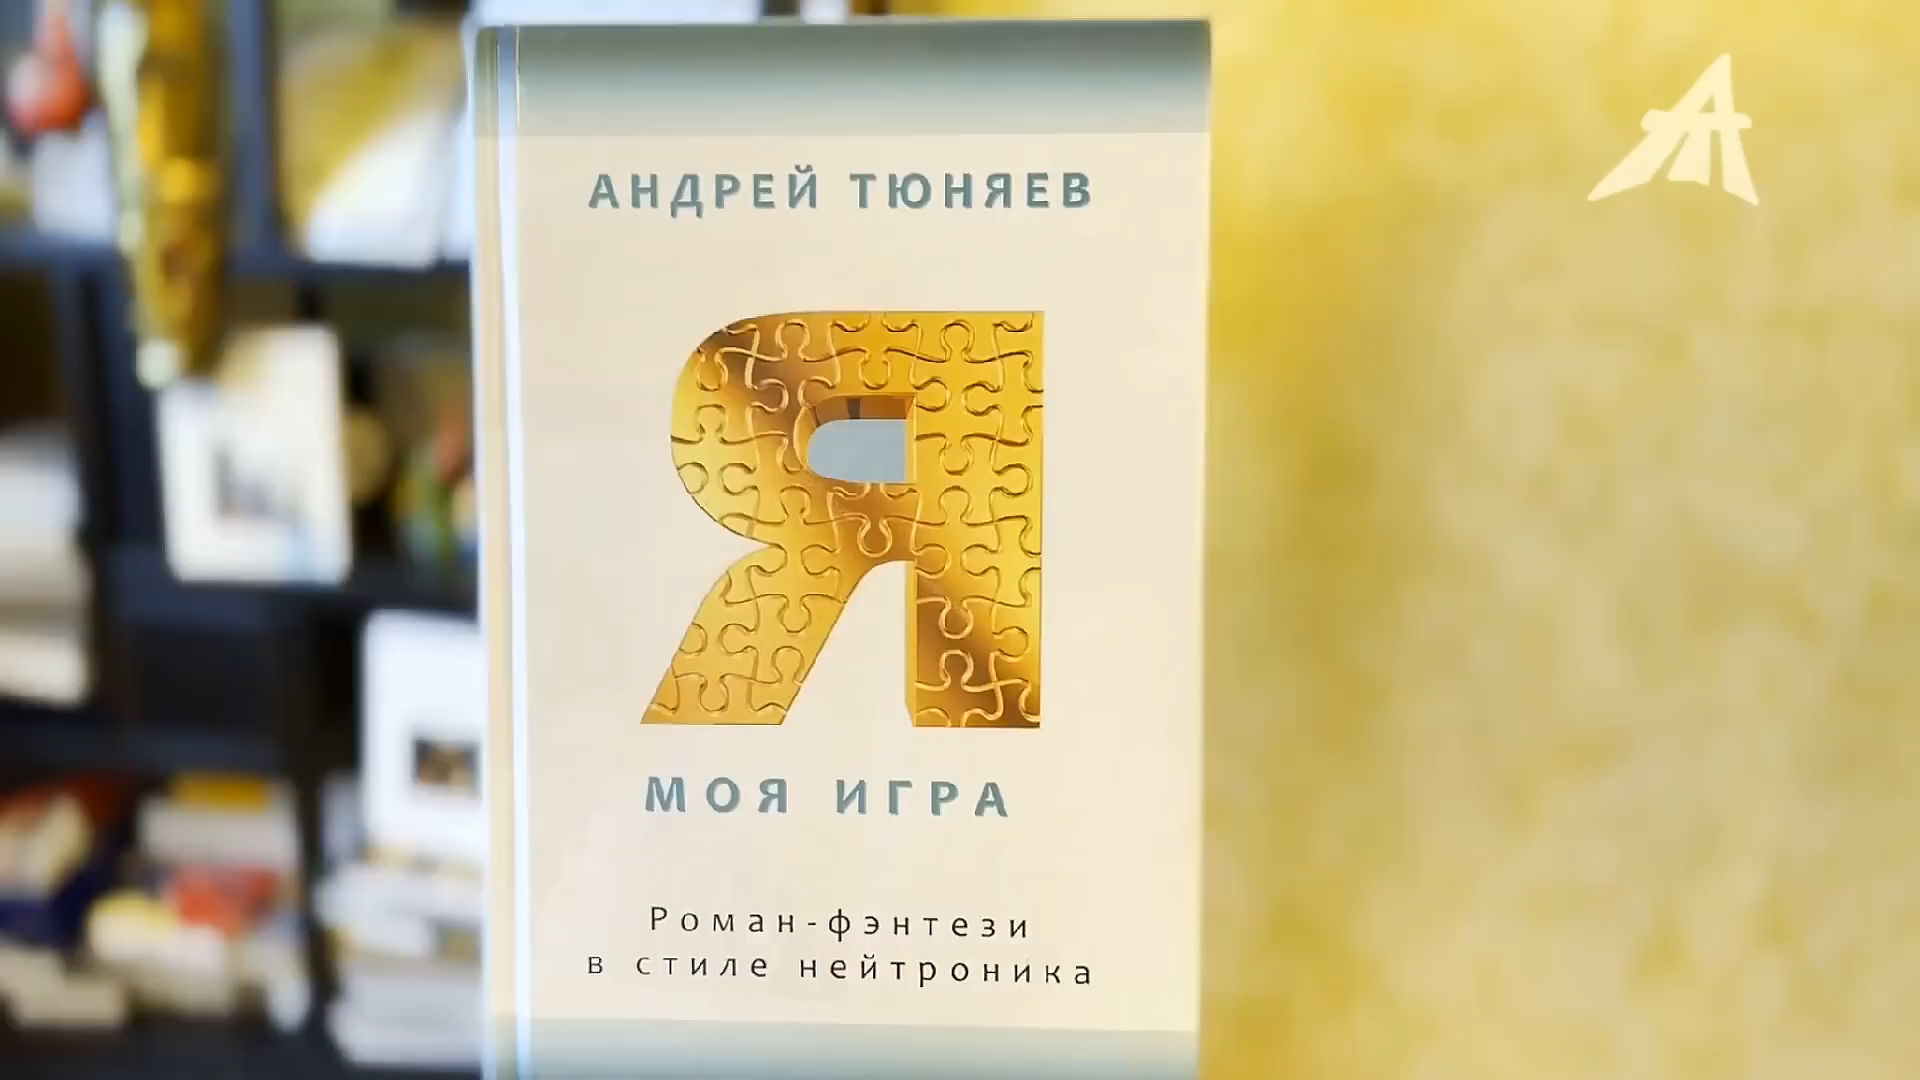 АНДРЕЙ ТЮНЯЕВ
Я
МОЯ ИГРА
Роман-фэнтези
в стиле нейтроника